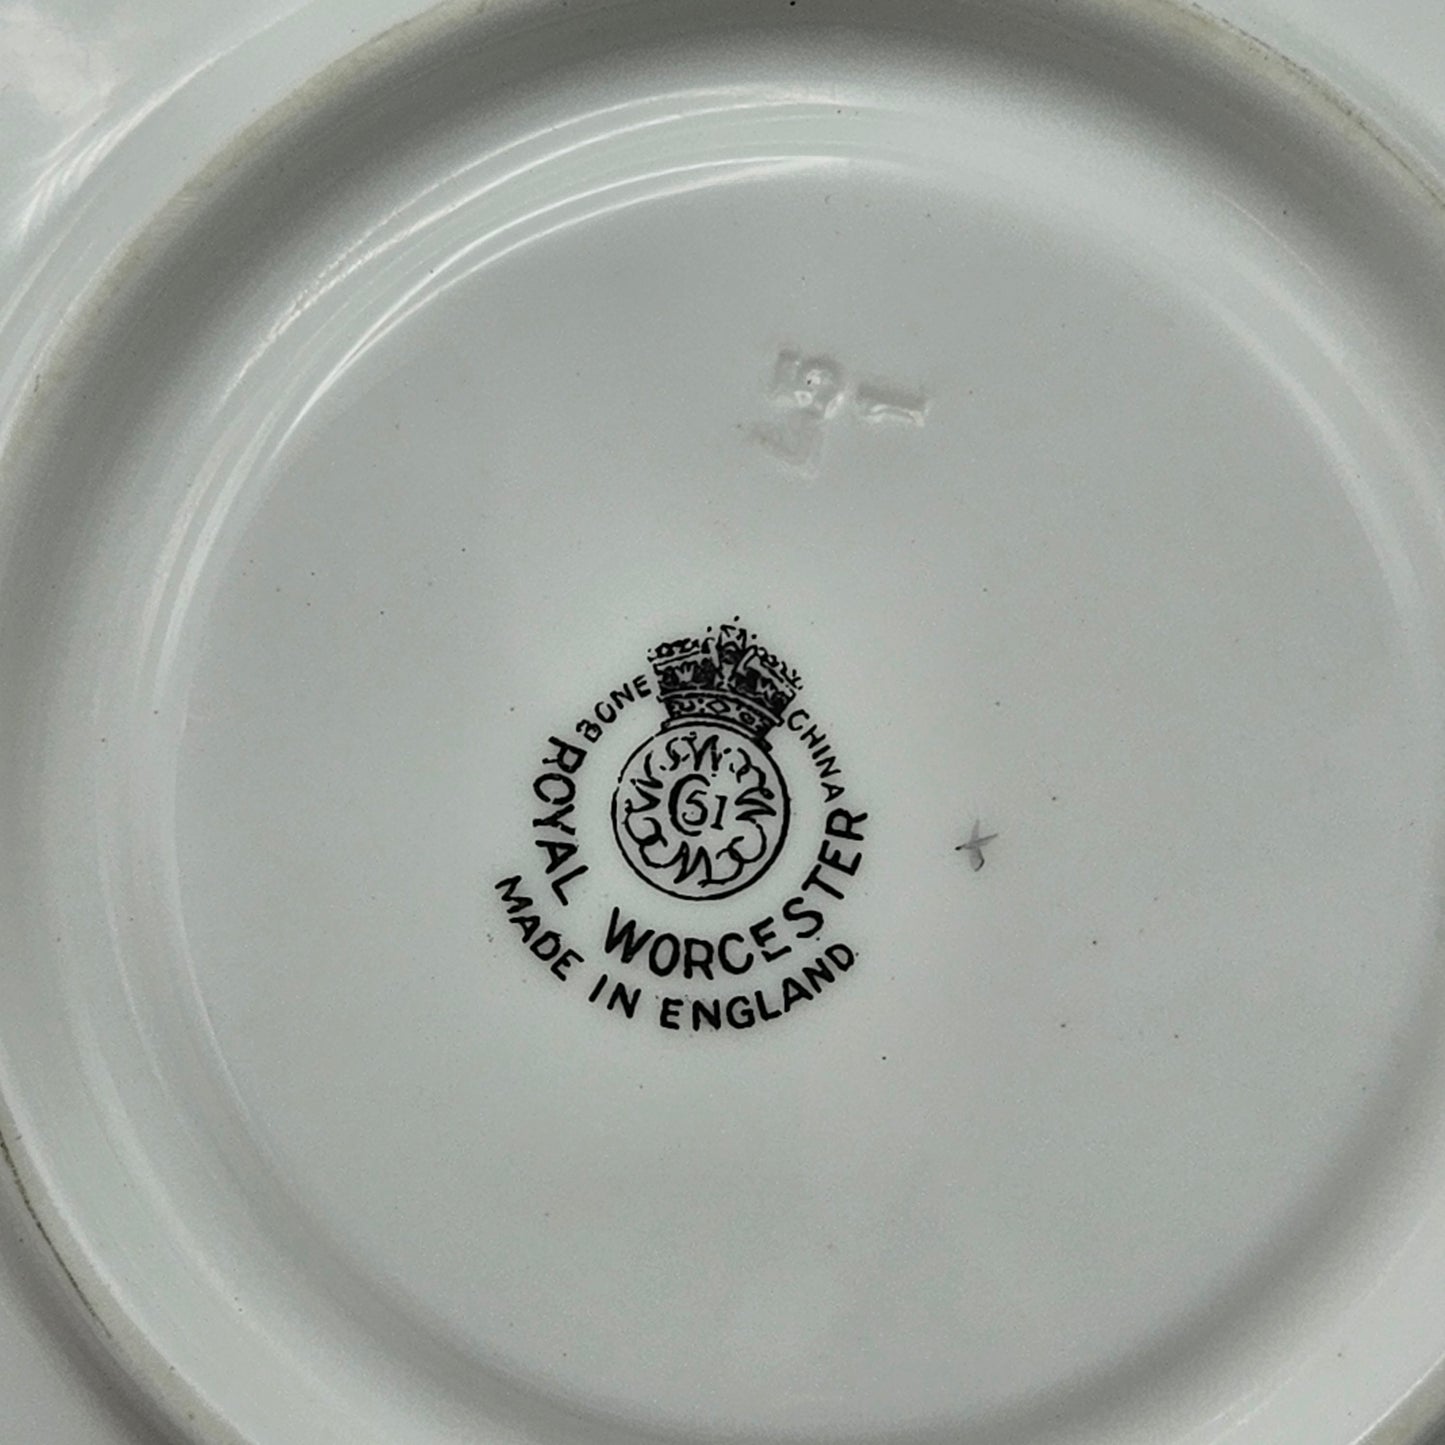 BONE CHINA
51
ROYAL WORCESTER
MADE IN ENGLAND